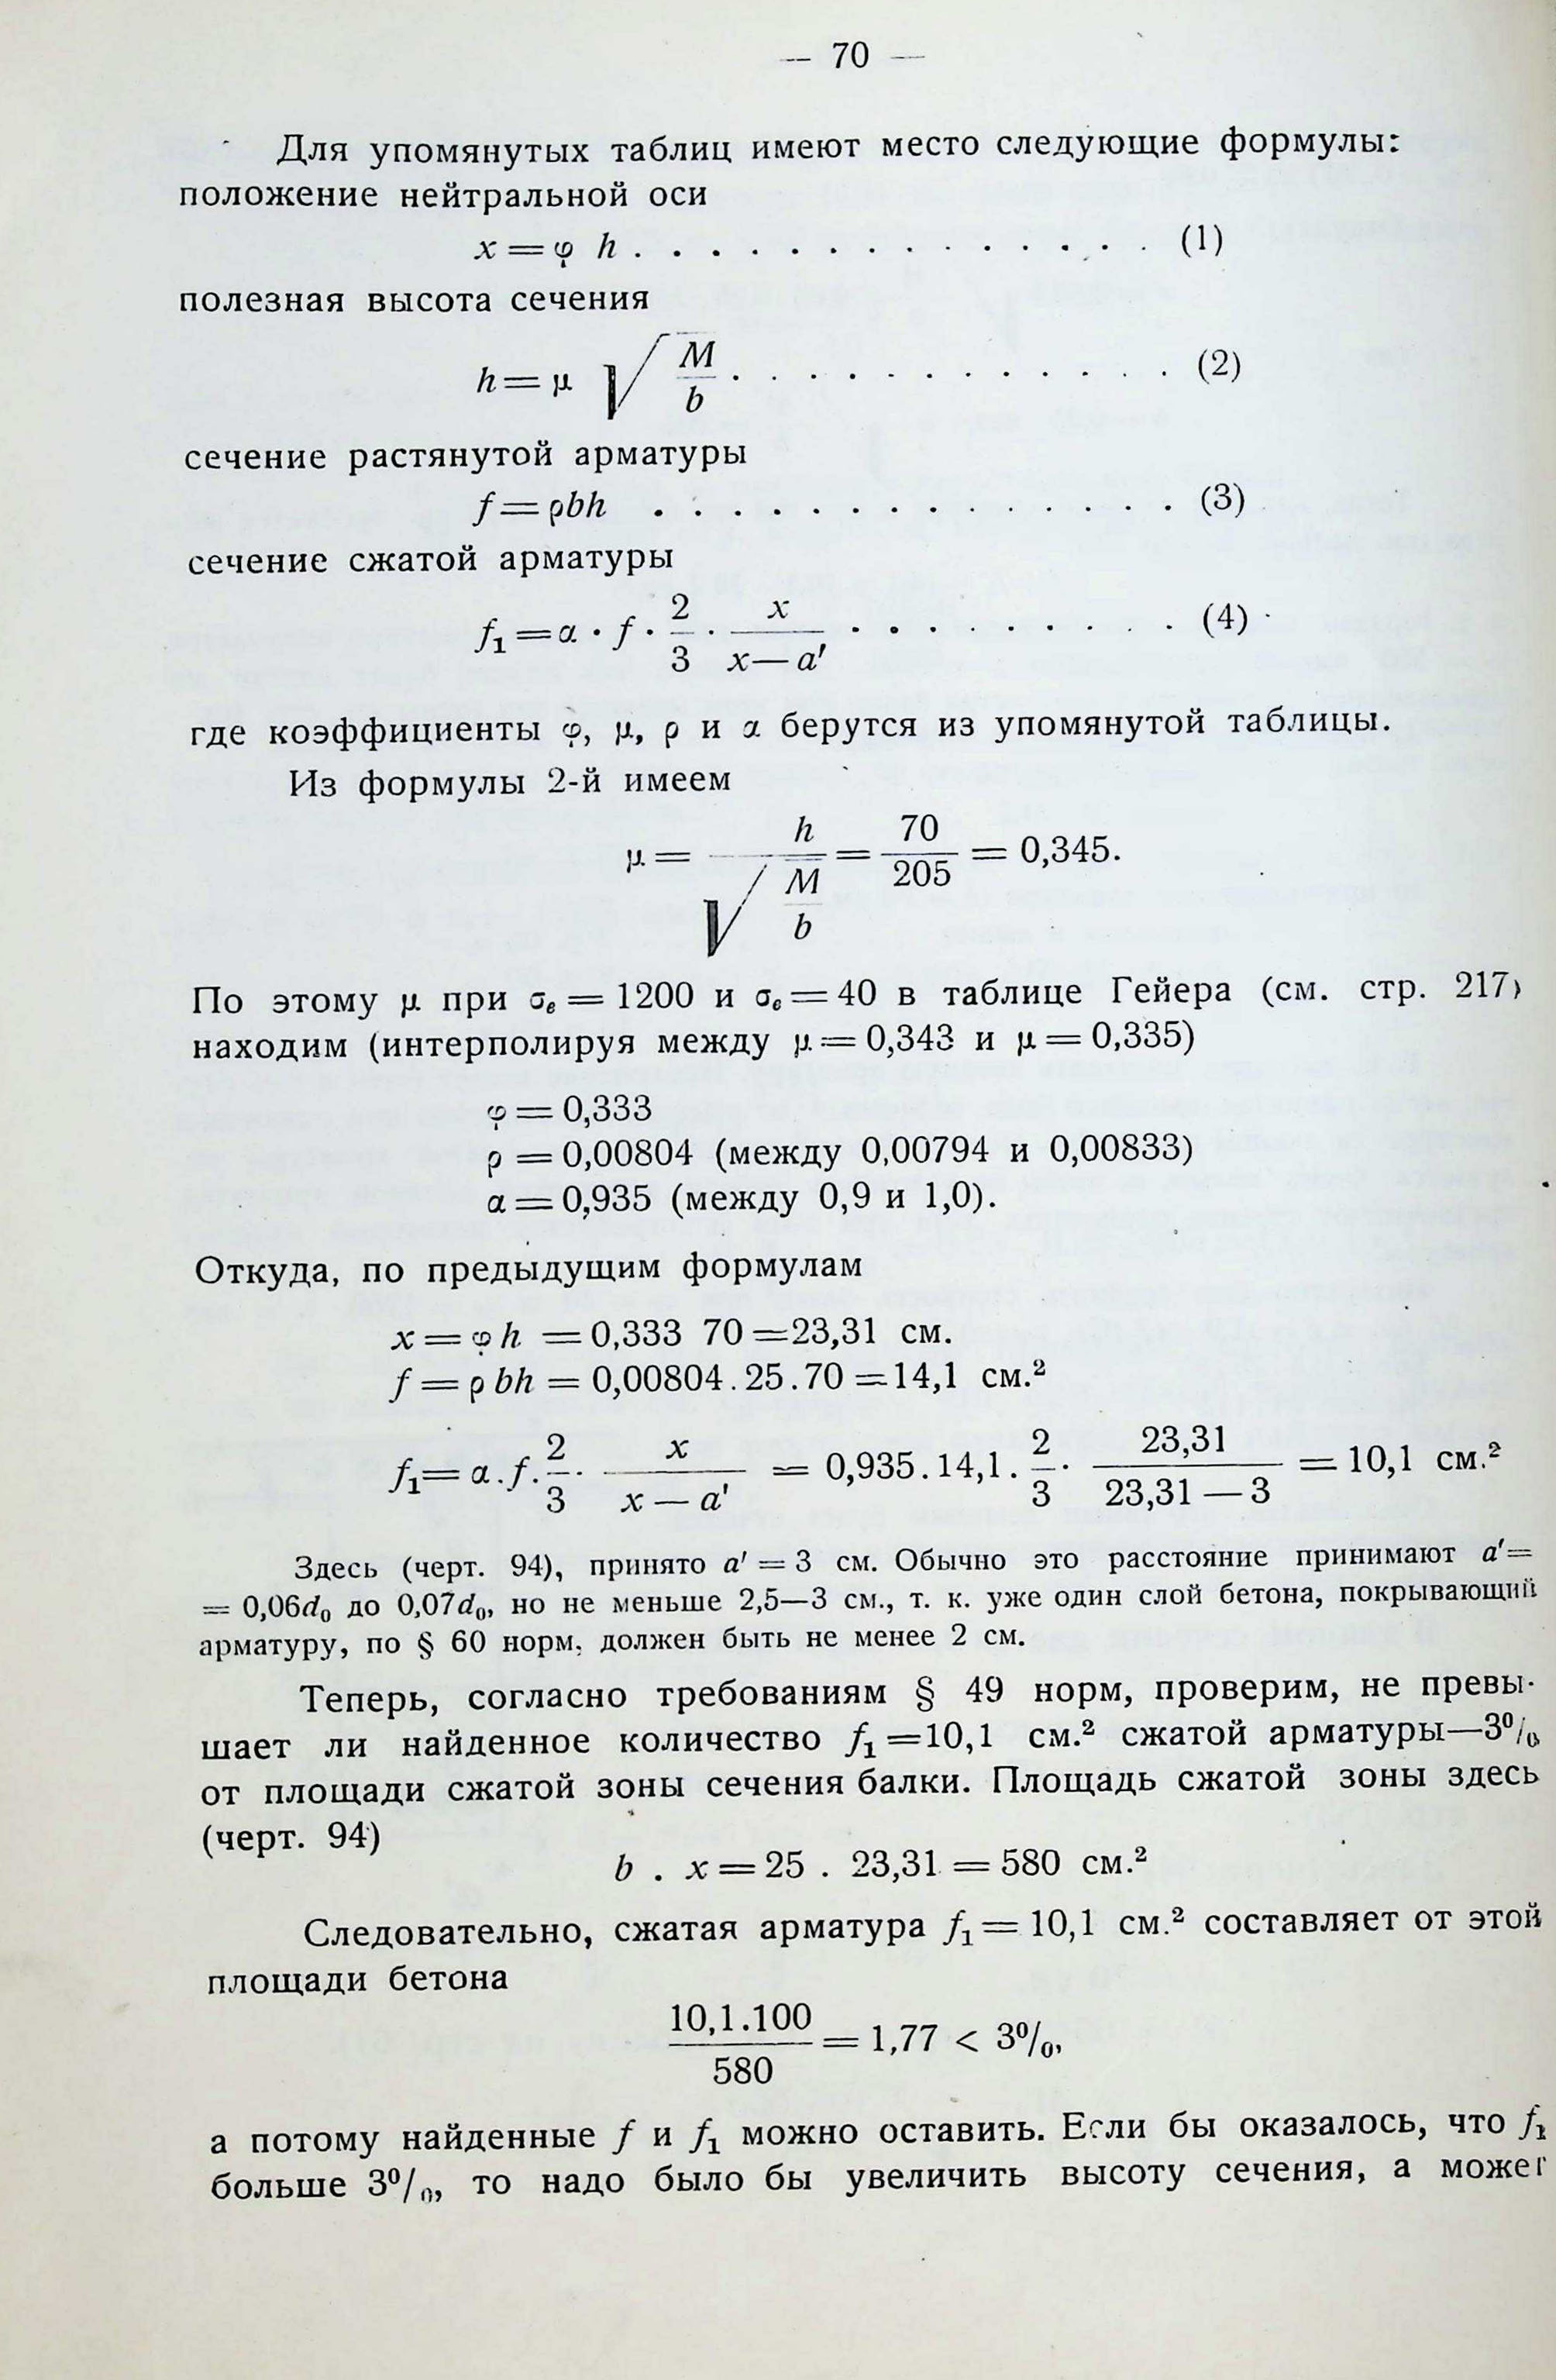 — 70 —
Для упомянутых таблиц имеют место следующие формулы:
положение нейтральной оси
x = φ h . . . . . . . . . . . . . . (1)
полезная высота сечения
h = μ √ M/b . . . . . . . . . . . . (2)
сечение растянутой арматуры
f = ρbh . . . . . . . . . . . . . . (3)
сечение сжатой арматуры
f₁ = α · f · 2/3 · x/(x—a') . . . . . . . . . (4)
где коэффициенты φ, μ, ρ и α берутся из упомянутой таблицы.
Из формулы 2-й имеем
μ = h/√(M/b) = 70/205 = 0,345.
По этому μ при σₑ = 1200 и σₑ = 40 в таблице Гейера (см. стр. 217)
находим (интерполируя между μ = 0,343 и μ = 0,335)
φ = 0,333
ρ = 0,00804 (между 0,00794 и 0,00833)
α = 0,935 (между 0,9 и 1,0).
Откуда, по предыдущим формулам
x = φ h = 0,333 70 = 23,31 см.
f = ρ bh = 0,00804 . 25 . 70 = 14,1 см.²
f₁ = α . f . 2/3 · x/(x — a') = 0,935 . 14,1 . 2/3 · 23,31/(23,31 — 3) = 10,1 см.²
Здесь (черт. 94), принято a' = 3 см. Обычно это расстояние принимают a' =
= 0,06d₀ до 0,07d₀, но не меньше 2,5—3 см., т. к. уже один слой бетона, покрывающий
арматуру, по § 60 норм, должен быть не менее 2 см.
Теперь, согласно требованиям § 49 норм, проверим, не превы-
шает ли найденное количество f₁ = 10,1 см.² сжатой арматуры—3%
от площади сжатой зоны сечения балки. Площадь сжатой зоны здесь
(черт. 94)
b . x = 25 . 23,31 = 580 см.²
Следовательно, сжатая арматура f₁ = 10,1 см.² составляет от этой
площади бетона
10,1.100/580 = 1,77 < 3%,
а потому найденные f и f₁ можно оставить. Если бы оказалось, что f₁
больше 3%, то надо было бы увеличить высоту сечения, а может